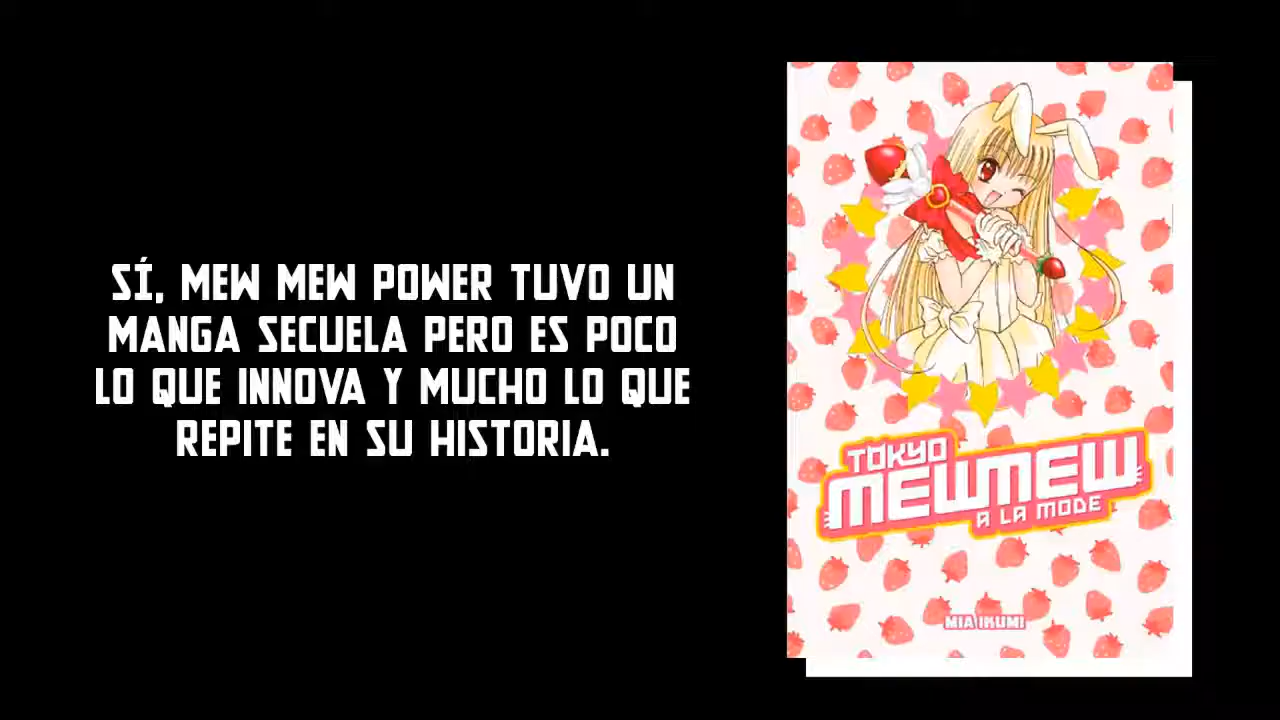 SÍ, MEW MEW POWER TUVO UN
MANGA SECUELA PERO ES POCO
LO QUE INNOVA Y MUCHO LO QUE
REPITE EN SU HISTORIA.
TOKYO
MEWMEW
A LA MODE
MIA IKUMI